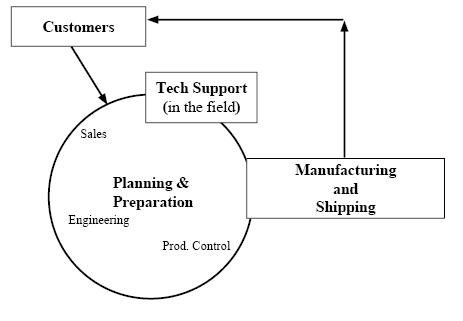 Customers
Tech Support
(in the field)
Sales
Planning &
Preparation
Manufacturing
and
Shipping
Engineering
Prod. Control